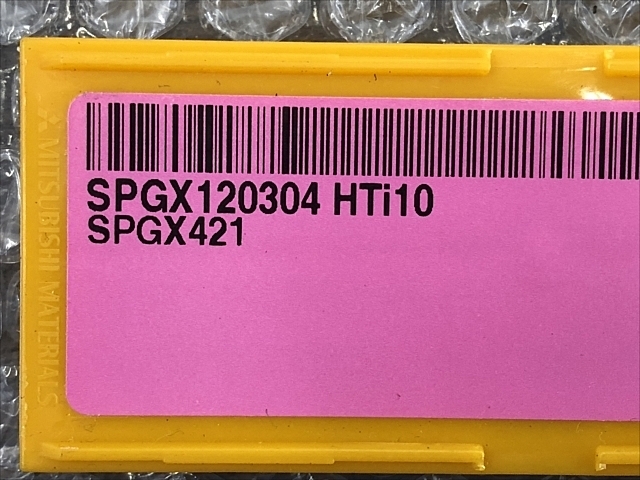 SPGX120304 HTi10
SPGX421
MITSUBISHI MATERIALS